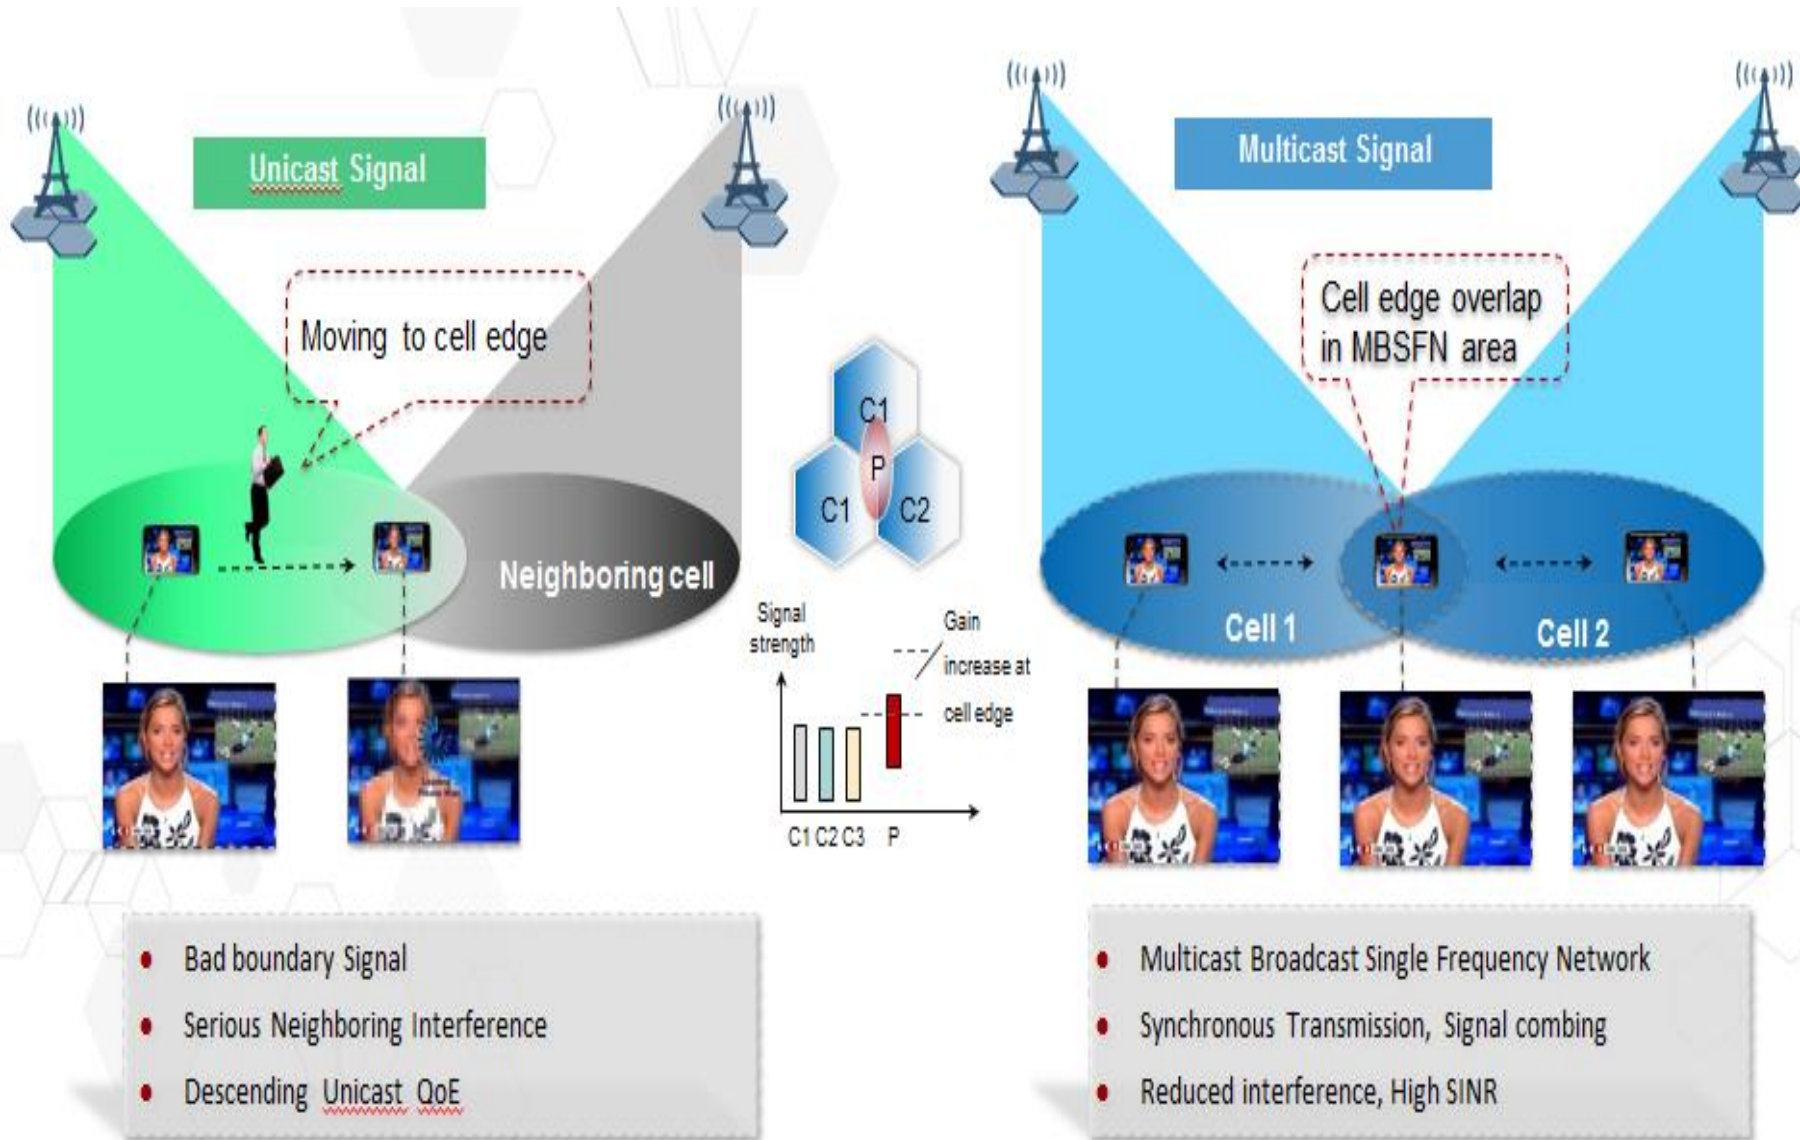 Unicast Signal
Moving to cell edge
Neighboring cell
Bad boundary Signal
Serious Neighboring Interference
Descending Unicast QoE
C1
P
C1
C2
Signal
strength
Gain
increase at
cell edge
C1 C2 C3 P
Multicast Signal
Cell edge overlap
in MBSFN area
Cell 1
Cell 2
Multicast Broadcast Single Frequency Network
Synchronous Transmission, Signal combing
Reduced interference, High SINR